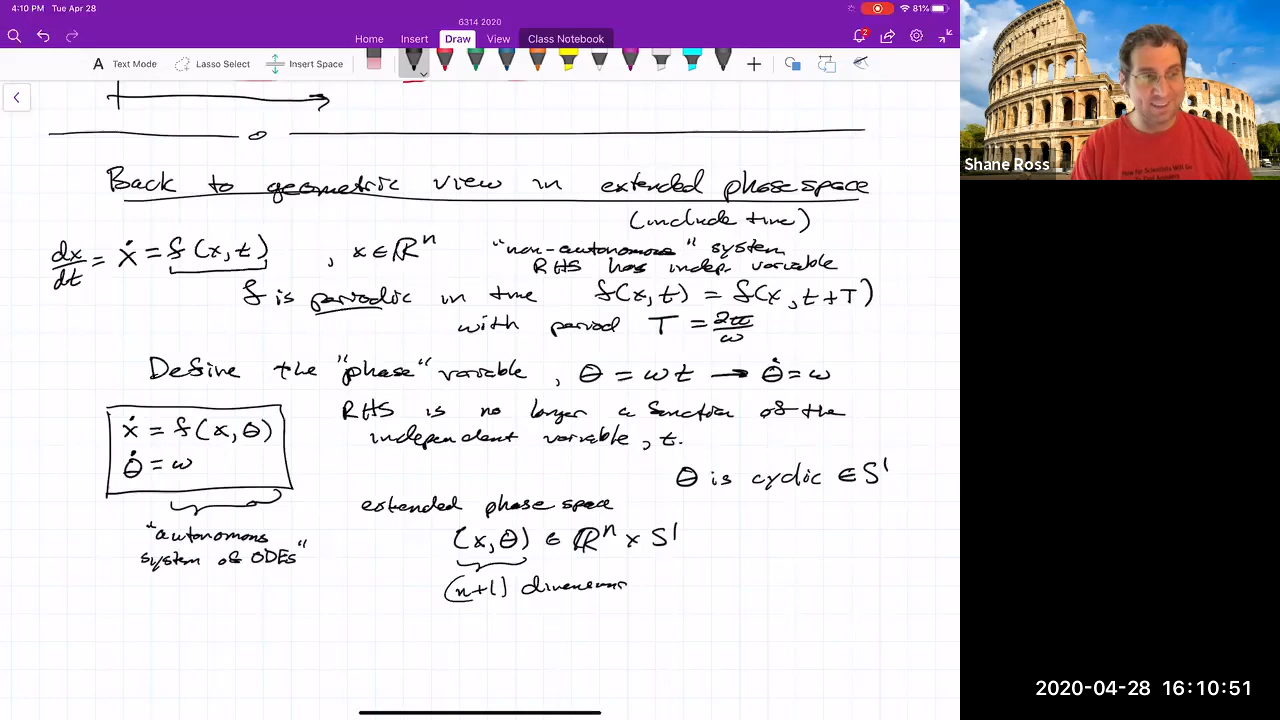 4:10 PM Tue Apr 28
81%
6314 2020
Home Insert Draw View Class Notebook
2
A Text Mode Lasso Select Insert Space
Back to geometric view in extended phase space
(include time)
dx/dt = ẋ = f(x,t) , x ∈ ℝⁿ "non-autonomous" system
RHS has indep. variable
f is periodic in time f(x,t) = f(x,t+T)
with period T = 2π/ω
Define the "phase" variable, θ = ωt → θ̇ = ω
RHS is no longer a function of the
independent variable, t.
ẋ = f(x,θ)
θ̇ = ω
θ is cyclic ∈ S¹
extended phase space
(x,θ) ∈ ℝⁿ × S¹
"autonomous
system of ODEs"
(n+1) dimensions
Shane Ross
2020-04-28 16:10:51